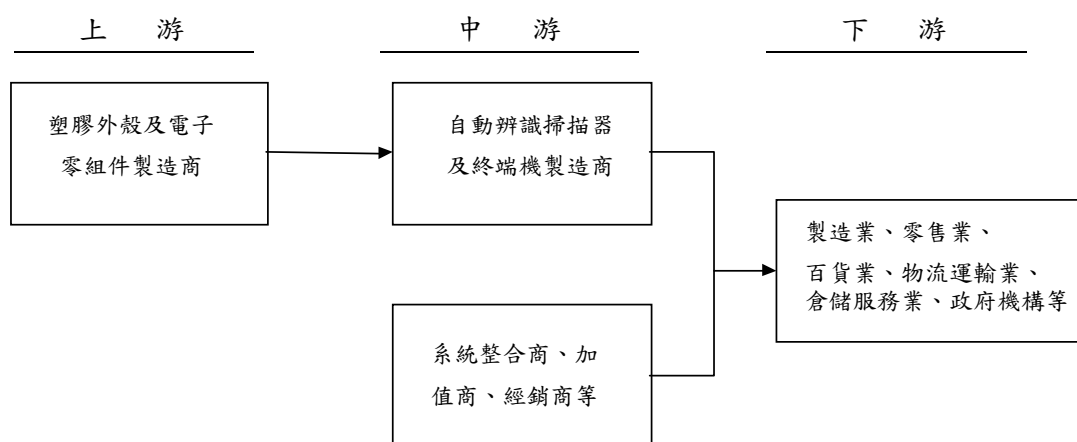 上 游
中 游
下 游
塑膠外殼及電子
零組件製造商
自動辨識掃描器
及終端機製造商
製造業、零售業、
百貨業、物流運輸業、
倉儲服務業、政府機構等
系統整合商、加
值商、經銷商等